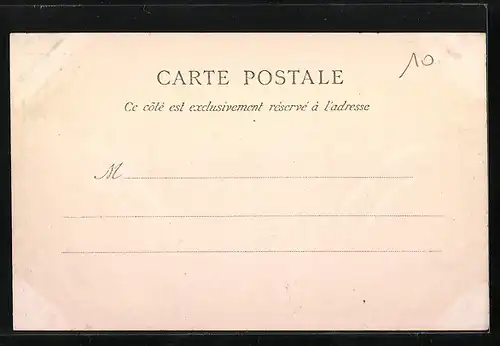 10
CARTE POSTALE
Ce côté est exclusivement réservé à l'adresse
M